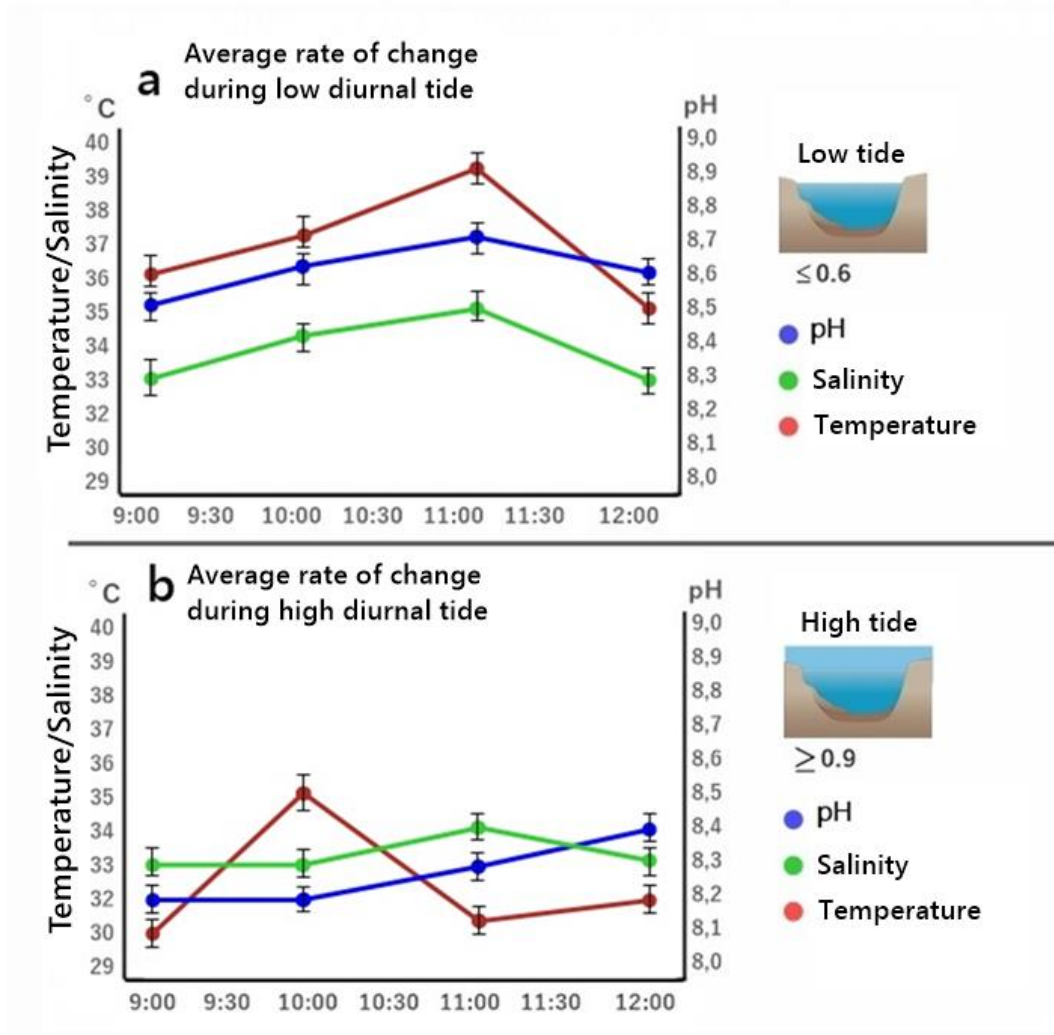 a
Average rate of change
during low diurnal tide
°C
pH
Temperature/Salinity
40
39
38
37
36
35
34
33
32
30
29
9,0
8,9
8,8
8,7
8,6
8,5
8,4
8,3
8,2
8,1
8,0
9:00 9:30 10:00 10:30 11:00 11:30 12:00
Low tide
≤0.6
pH
Salinity
Temperature
b
Average rate of change
during high diurnal tide
°C
pH
Temperature/Salinity
40
39
38
37
36
35
34
33
32
30
29
9,0
8,9
8,8
8,7
8,6
8,5
8,4
8,3
8,2
8,1
8,0
9:00 9:30 10:00 10:30 11:00 11:30 12:00
High tide
≥0.9
pH
Salinity
Temperature